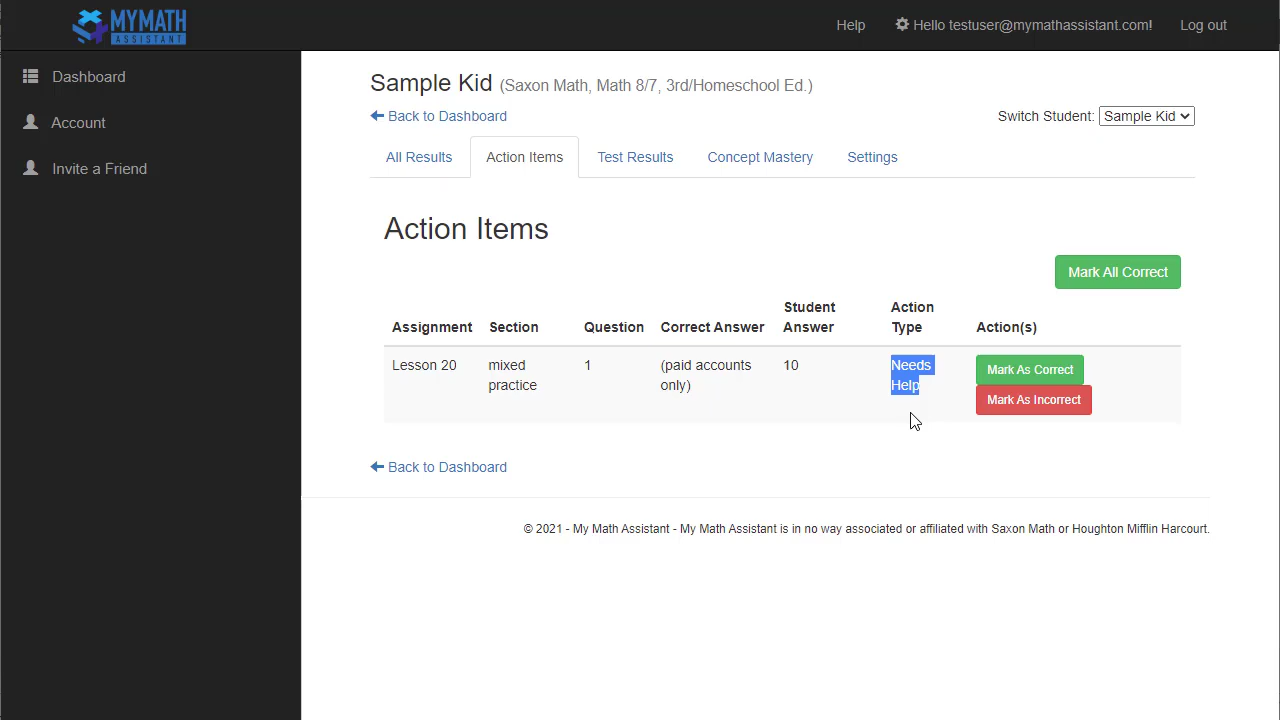 MYMATH
ASSISTANT
Help
Hello testuser@mymathassistant.com!
Log out
Dashboard
Account
Invite a Friend
Sample Kid (Saxon Math, Math 8/7, 3rd/Homeschool Ed.)
Back to Dashboard
Switch Student: Sample Kid
All Results
Action Items
Test Results
Concept Mastery
Settings
Action Items
Mark All Correct
Assignment
Section
Question
Correct Answer
Student
Answer
Action
Type
Action(s)
Lesson 20
mixed
practice
1
(paid accounts
only)
10
Needs
Help
Mark As Correct
Mark As Incorrect
Back to Dashboard
© 2021 - My Math Assistant - My Math Assistant is in no way associated or affiliated with Saxon Math or Houghton Mifflin Harcourt.